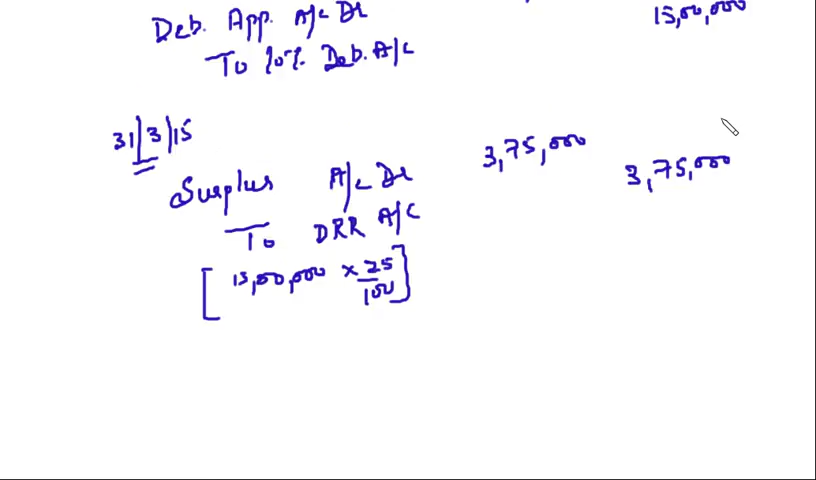 Deb. App. A/c Dr
15,00,000
To 10% Deb. A/c
31/3/15
Surplus A/c Dr 3,75,000
To DRR A/c 3,75,000
[15,00,000 × 25/100]